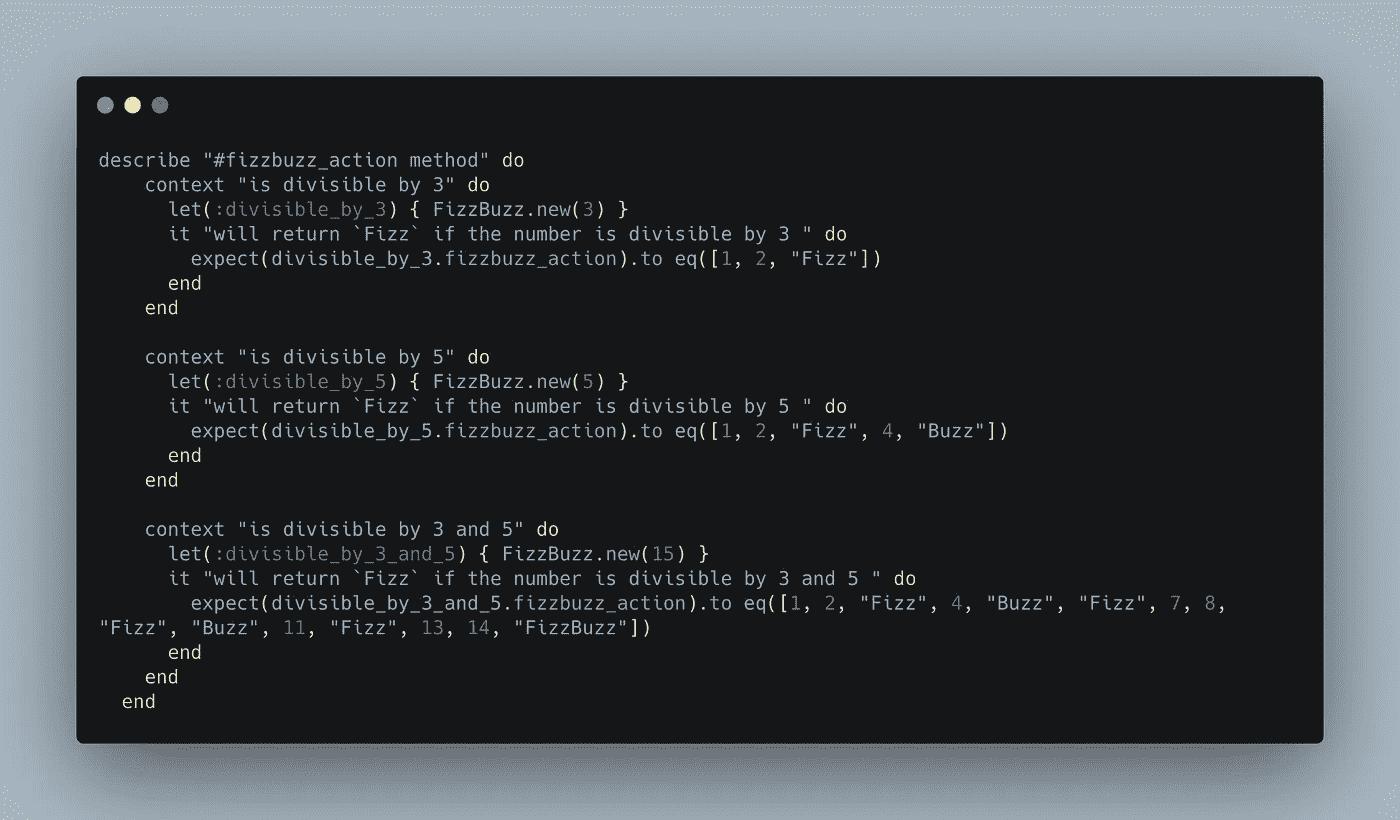 describe "#fizzbuzz_action method" do
    context "is divisible by 3" do
      let(:divisible_by_3) { FizzBuzz.new(3) }
      it "will return `Fizz` if the number is divisible by 3 " do
        expect(divisible_by_3.fizzbuzz_action).to eq([1, 2, "Fizz"])
      end
    end

    context "is divisible by 5" do
      let(:divisible_by_5) { FizzBuzz.new(5) }
      it "will return `Fizz` if the number is divisible by 5 " do
        expect(divisible_by_5.fizzbuzz_action).to eq([1, 2, "Fizz", 4, "Buzz"])
      end
    end

    context "is divisible by 3 and 5" do
      let(:divisible_by_3_and_5) { FizzBuzz.new(15) }
      it "will return `Fizz` if the number is divisible by 3 and 5 " do
        expect(divisible_by_3_and_5.fizzbuzz_action).to eq([1, 2, "Fizz", 4, "Buzz", "Fizz", 7, 8,
"Fizz", "Buzz", 11, "Fizz", 13, 14, "FizzBuzz"])
      end
    end
  end